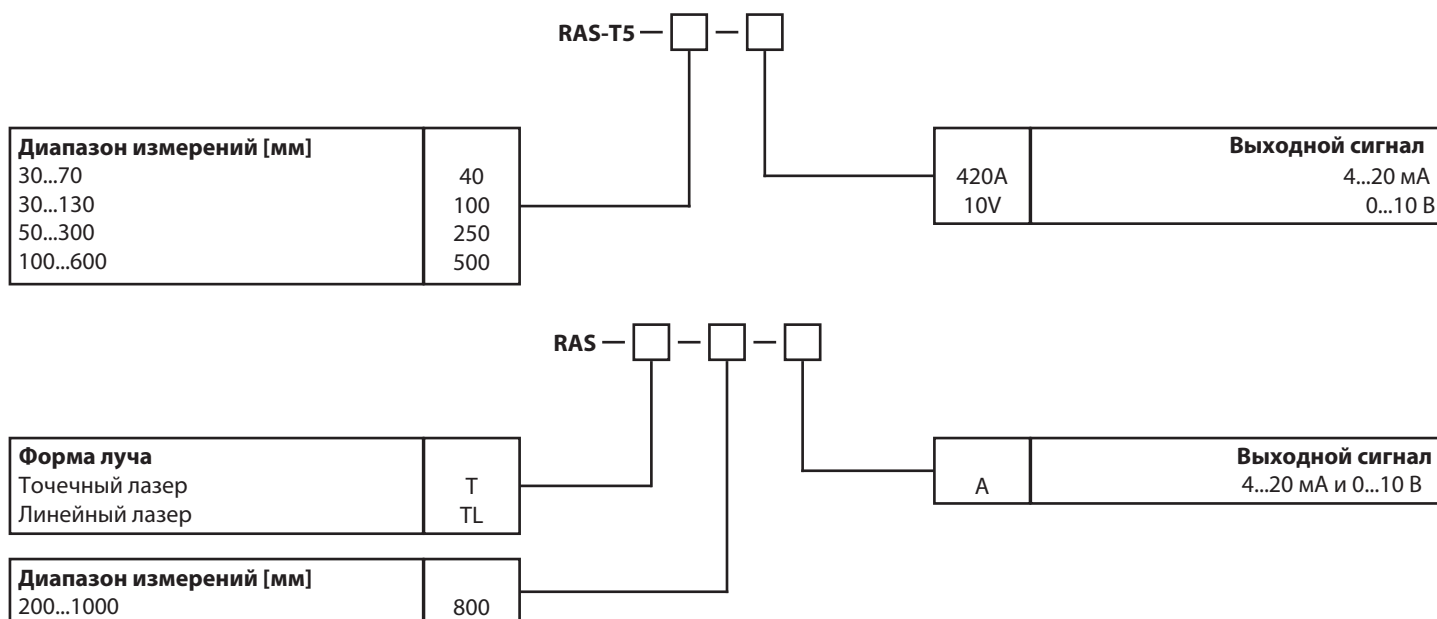 RAS-T5 — □ — □
Диапазон измерений [мм]
30...70 40
30...130 100
50...300 250
100...600 500
Выходной сигнал
420A 4...20 мА
10V 0...10 В
RAS — □ — □ — □
Форма луча
Точечный лазер T
Линейный лазер TL
Выходной сигнал
A 4...20 мА и 0...10 В
Диапазон измерений [мм]
200...1000 800